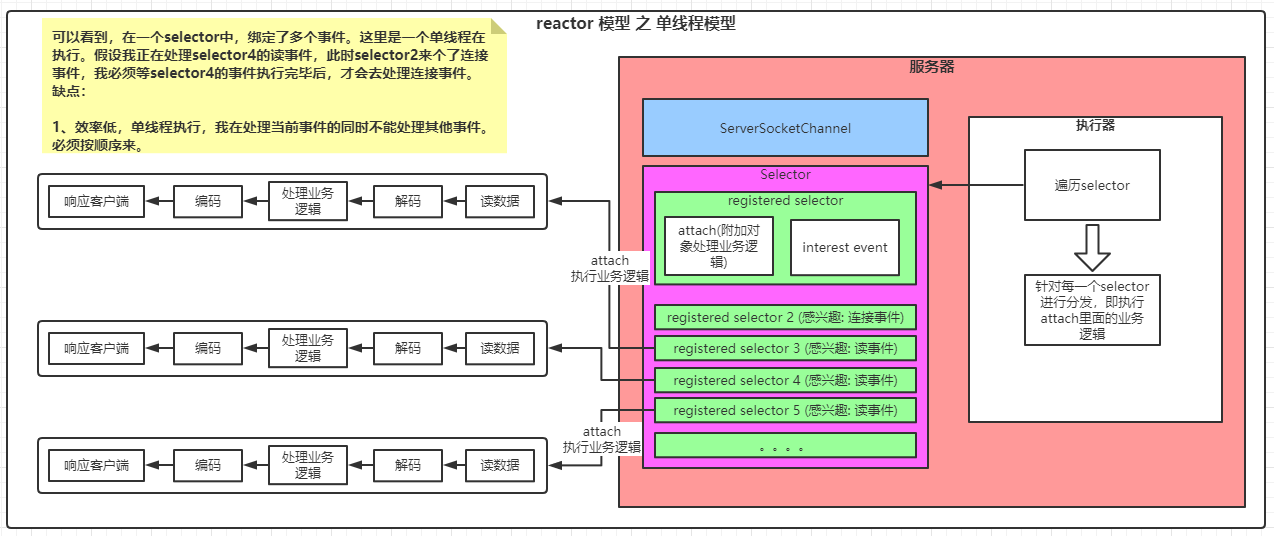 reactor 模型 之 单线程模型
可以看到，在一个selector中，绑定了多个事件。这里是一个单线程在
执行。假设我正在处理selector4的读事件，此时selector2来个了连接
事件，我必须等selector4的事件执行完毕后，才会去处理连接事件。
缺点：
1、效率低，单线程执行，我在处理当前事件的同时不能处理其他事件。
必须按顺序来。
服务器
ServerSocketChannel
执行器
遍历selector
针对每一个selector
进行分发，即执行
attach里面的业务
逻辑
Selector
registered selector
attach(附加对
象处理业务逻
辑)
interest event
registered selector 2 (感兴趣: 连接事件)
registered selector 3 (感兴趣: 读事件)
registered selector 4 (感兴趣: 读事件)
registered selector 5 (感兴趣: 读事件)
。。。。
响应客户端
编码
处理业务
逻辑
解码
读数据
attach
执行业务逻辑
响应客户端
编码
处理业务
逻辑
解码
读数据
attach
执行业务逻辑
响应客户端
编码
处理业务
逻辑
解码
读数据